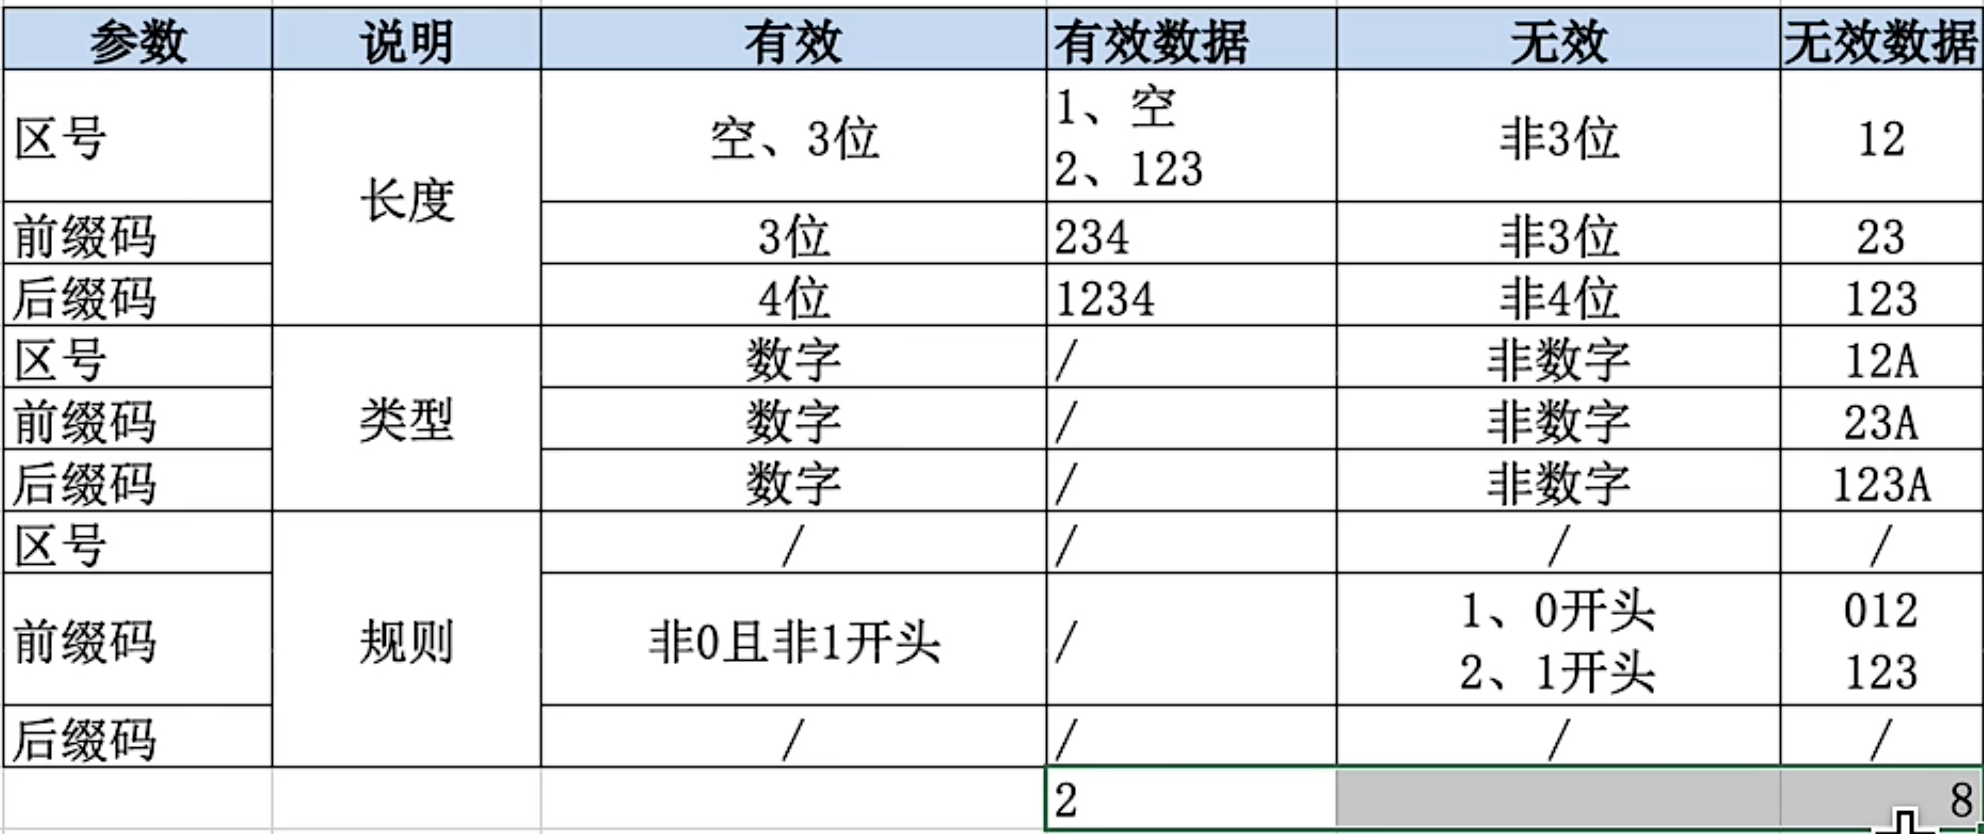 参数 说明 有效 有效数据 无效 无效数据
区号 长度 空、3位 1、空 非3位 12
2、123
前缀码 3位 234 非3位 23
后缀码 4位 1234 非4位 123
区号 类型 数字 / 非数字 12A
前缀码 数字 / 非数字 23A
后缀码 数字 / 非数字 123A
区号 规则 / / / /
前缀码 非0且非1开头 / 1、0开头 012
2、1开头 123
后缀码 / / / /
2 8